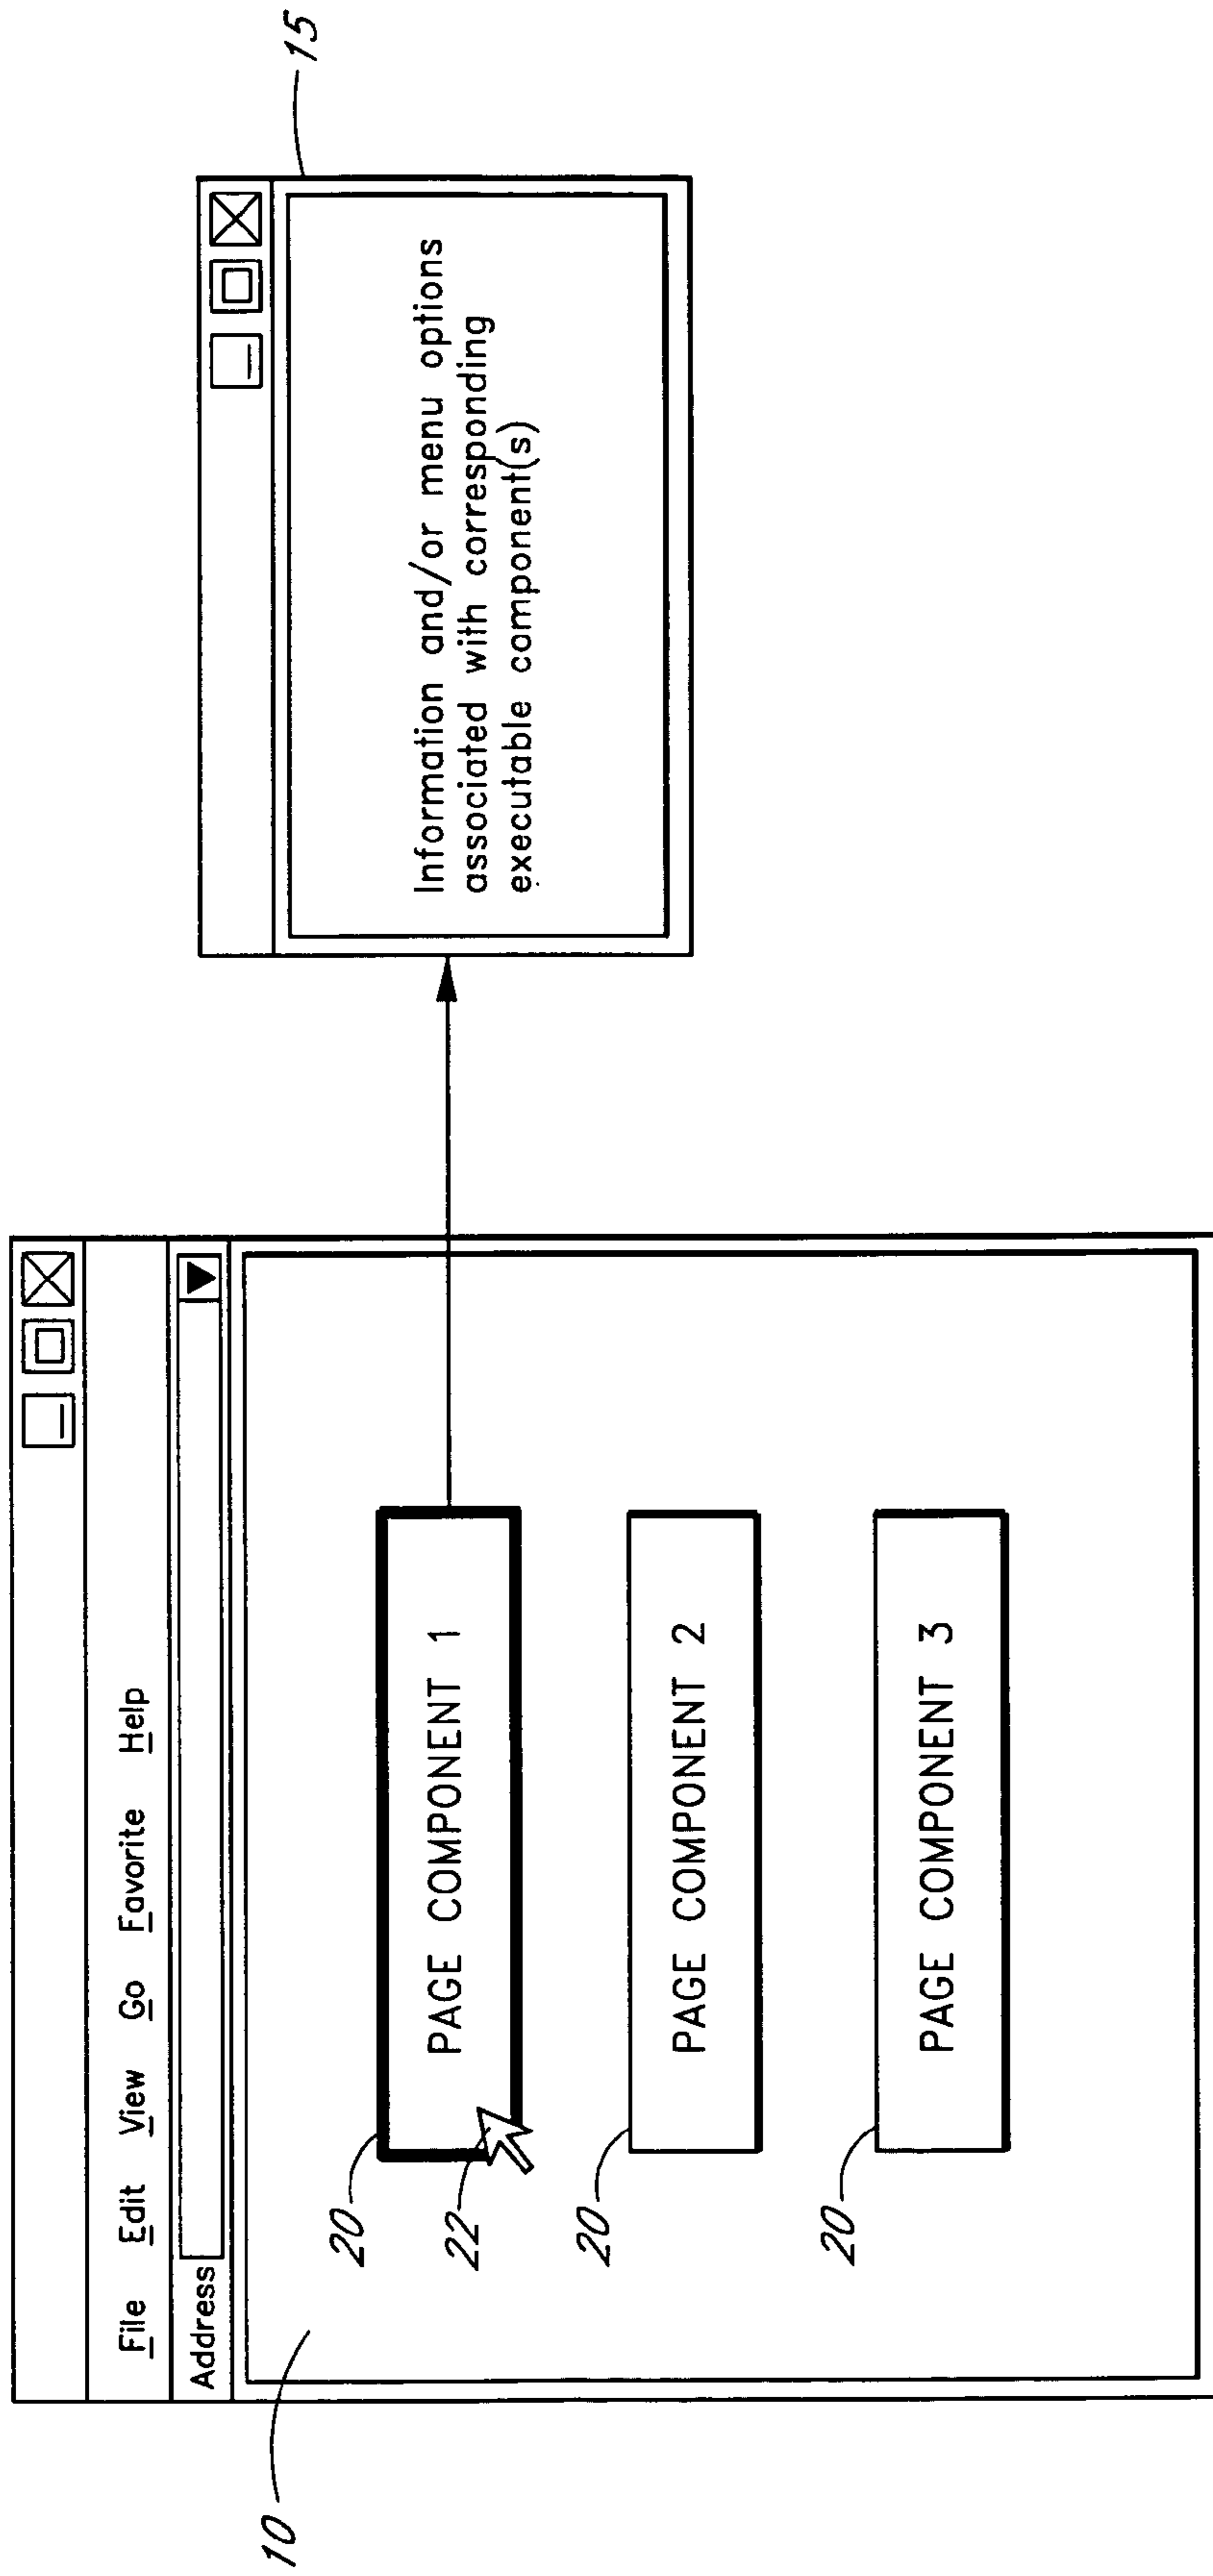 File Edit View Go Favorite Help
Address
10
20
PAGE COMPONENT 1
22
20
PAGE COMPONENT 2
20
PAGE COMPONENT 3
15
Information and/or menu options
associated with corresponding
executable component(s)